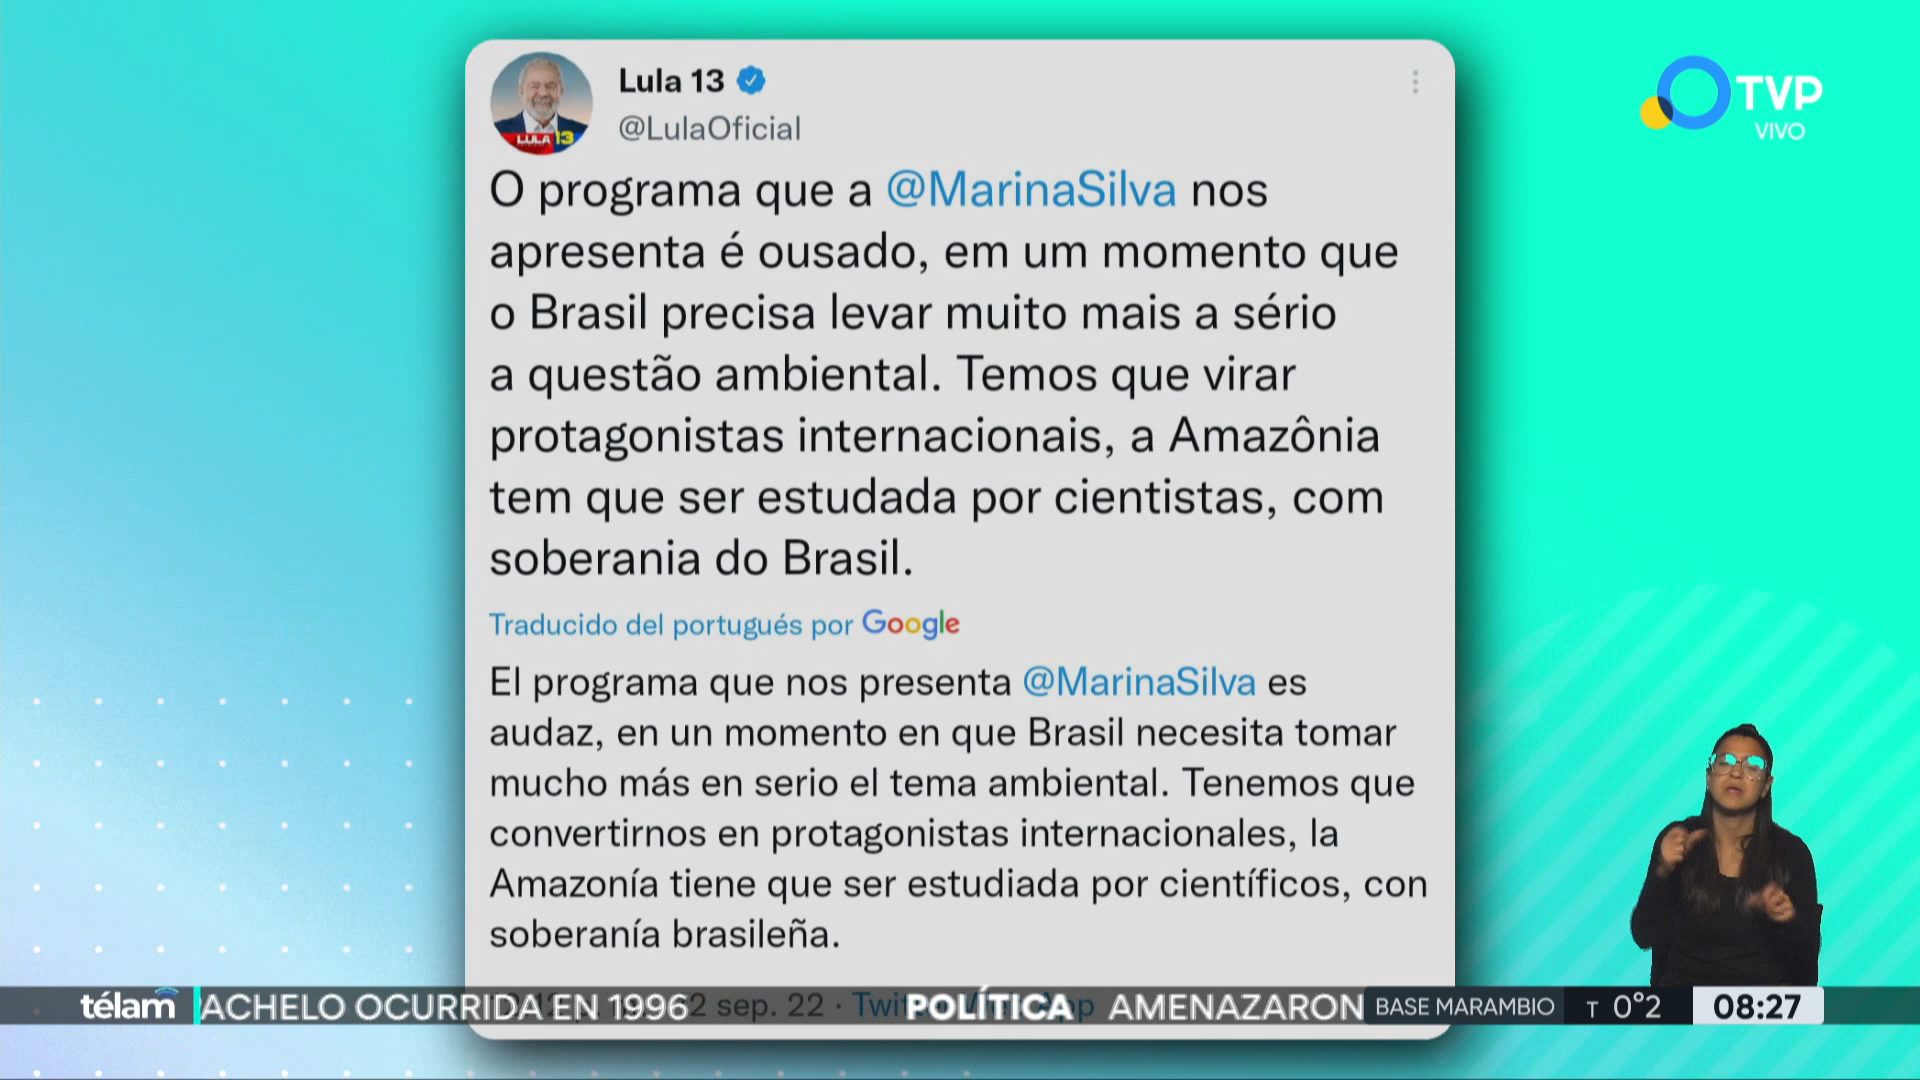 Lula 13
@LulaOficial
LULA 13
TVP
VIVO
O programa que a @MarinaSilva nos
apresenta é ousado, em um momento que
o Brasil precisa levar muito mais a sério
a questão ambiental. Temos que virar
protagonistas internacionais, a Amazônia
tem que ser estudada por cientistas, com
soberania do Brasil.
Traducido del portugués por Google
El programa que nos presenta @MarinaSilva es
audaz, en un momento en que Brasil necesita tomar
mucho más en serio el tema ambiental. Tenemos que
convertirnos en protagonistas internacionales, la
Amazonía tiene que ser estudiada por científicos, con
soberanía brasileña.
2 sep. 22 ·
télam ACHELO OCURRIDA EN 1996 POLÍTICA AMENAZARON BASE MARAMBIO T 0°2 08:27